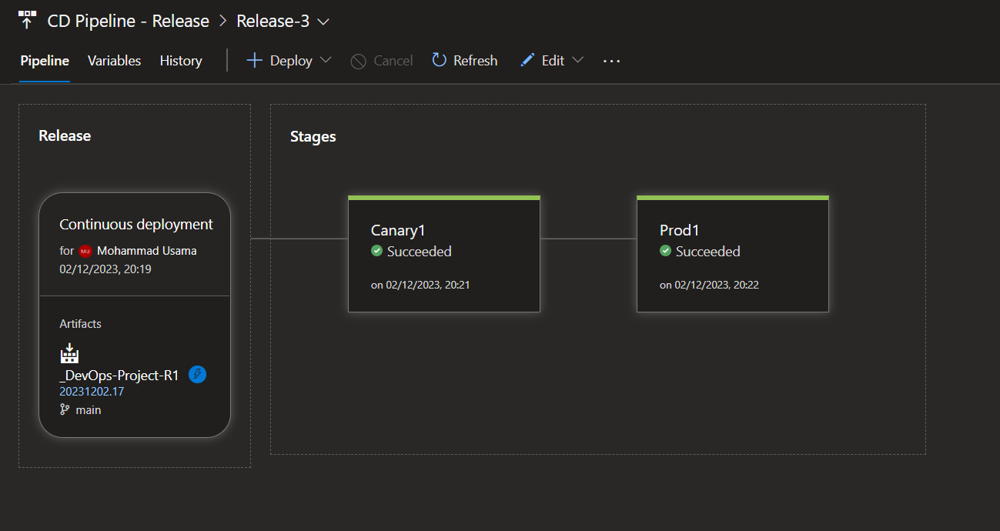 CD Pipeline - Release > Release-3
Pipeline Variables History Deploy Cancel Refresh Edit ...
Release
Continuous deployment
for MU Mohammad Usama
02/12/2023, 20:19
Artifacts
_DevOps-Project-R1
20231202.17
main
Stages
Canary1
Succeeded
on 02/12/2023, 20:21
Prod1
Succeeded
on 02/12/2023, 20:22